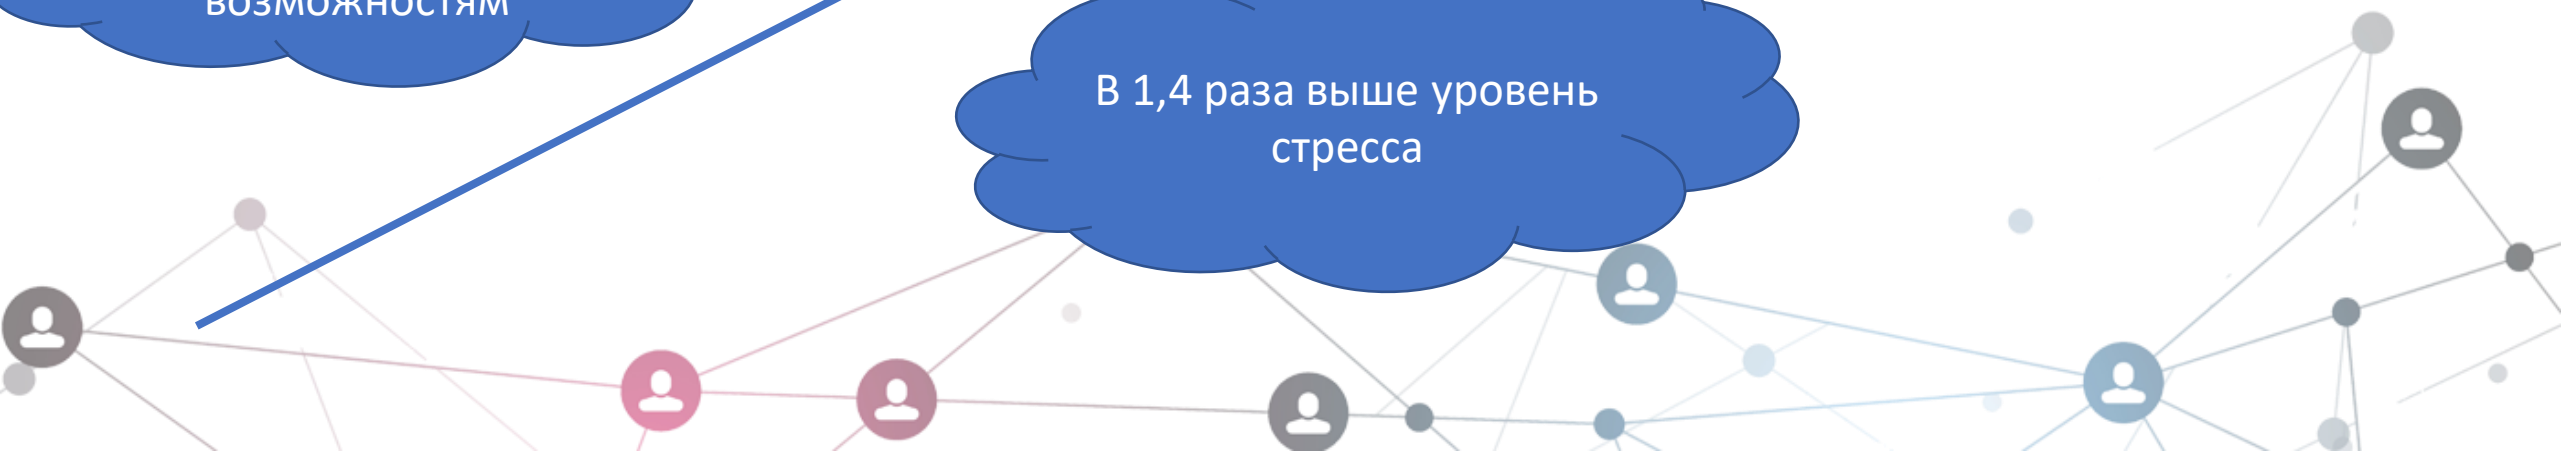 возможностям
В 1,4 раза выше уровень
стресса